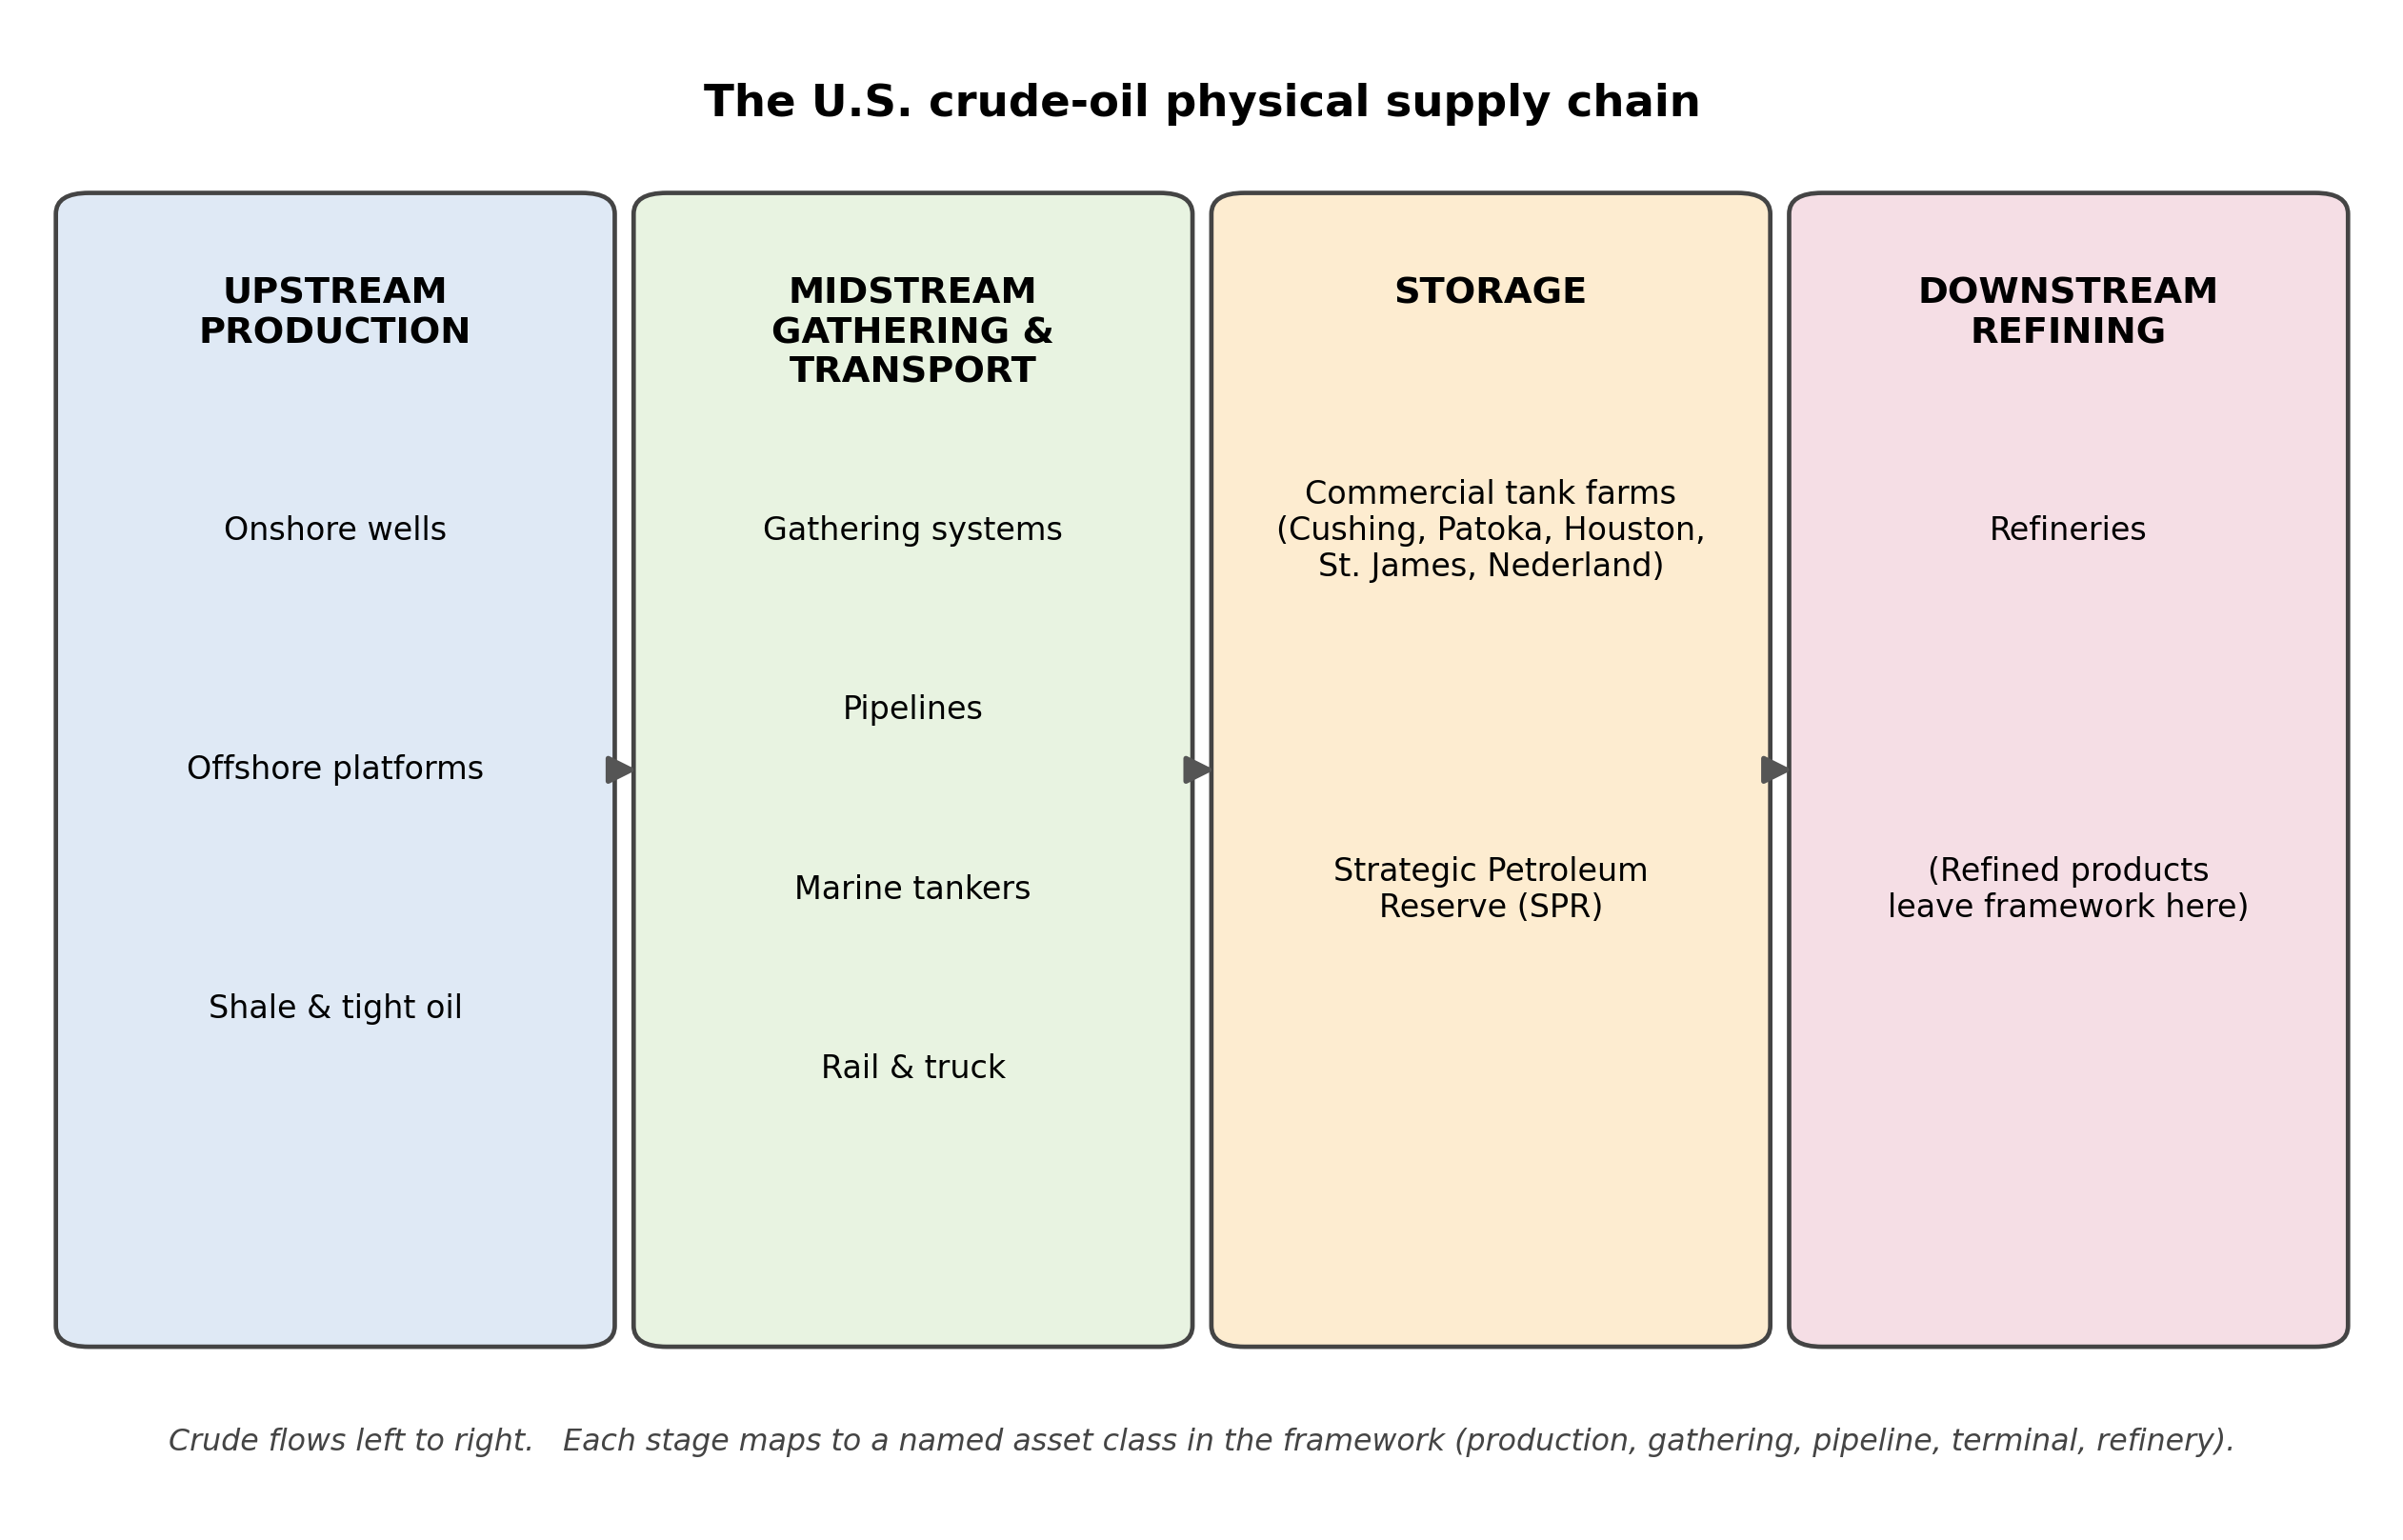 The U.S. crude-oil physical supply chain
UPSTREAM
PRODUCTION
Onshore wells
Offshore platforms
Shale & tight oil
MIDSTREAM
GATHERING &
TRANSPORT
Gathering systems
Pipelines
Marine tankers
Rail & truck
STORAGE
Commercial tank farms
(Cushing, Patoka, Houston,
St. James, Nederland)
Strategic Petroleum
Reserve (SPR)
DOWNSTREAM
REFINING
Refineries
(Refined products
leave framework here)
Crude flows left to right.   Each stage maps to a named asset class in the framework (production, gathering, pipeline, terminal, refinery).